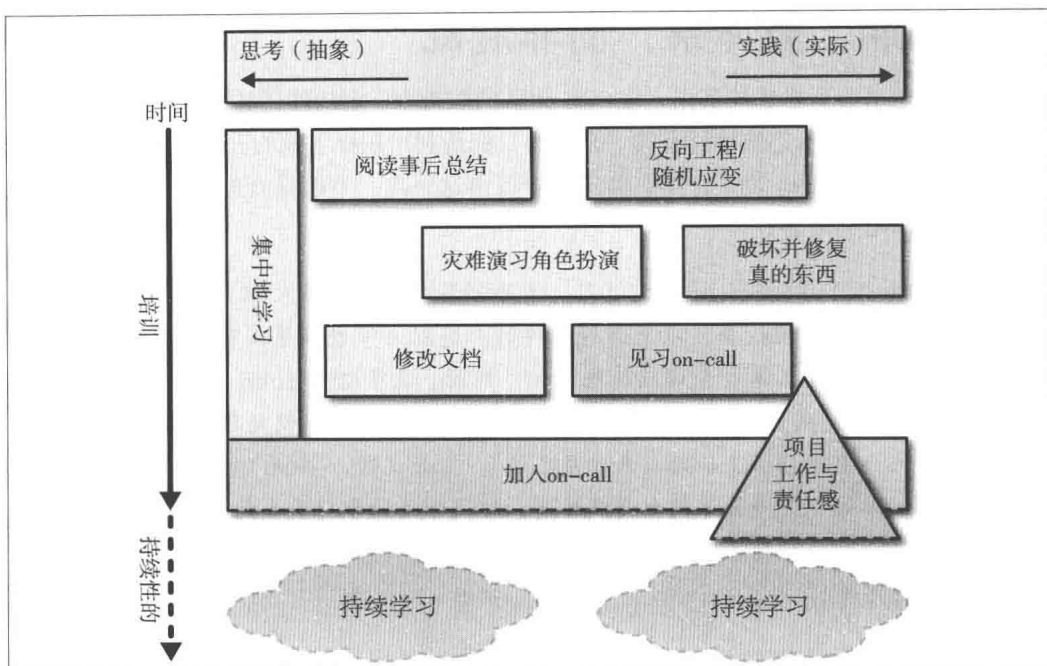 思考（抽象）
实践（实际）
时间
阅读事后总结
反向工程/
随机应变
集中地学习
灾难演习角色扮演
破坏并修复
真的东西
培训
修改文档
见习on-call
项目
工作与
责任感
加入on-call
持续性的
持续学习
持续学习